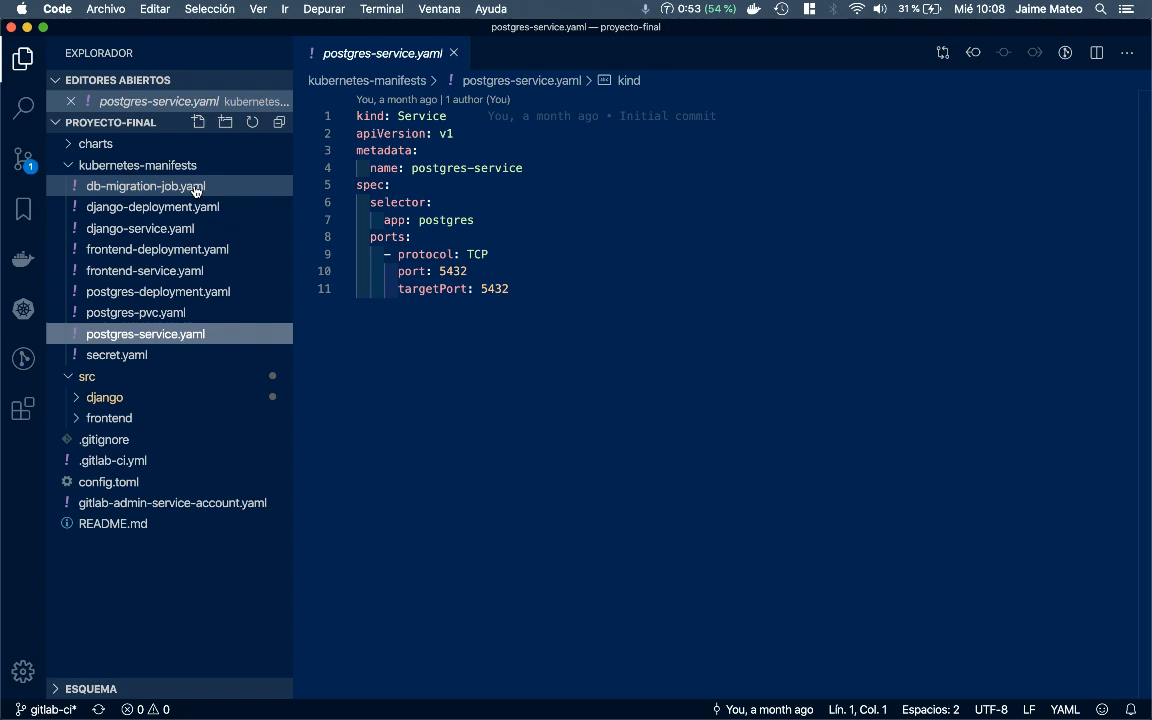 Code Archivo Editar Selección Ver Ir Depurar Terminal Ventana Ayuda 0:53 (54 %) 31 % Mié 10:08 Jaime Mateo
postgres-service.yaml — proyecto-final
EXPLORADOR
! postgres-service.yaml
EDITORES ABIERTOS
! postgres-service.yaml kubernetes...
PROYECTO-FINAL
charts
kubernetes-manifests
! db-migration-job.yaml
! django-deployment.yaml
! django-service.yaml
! frontend-deployment.yaml
! frontend-service.yaml
! postgres-deployment.yaml
! postgres-pvc.yaml
! postgres-service.yaml
! secret.yaml
src
django
frontend
.gitignore
! .gitlab-ci.yml
config.toml
! gitlab-admin-service-account.yaml
README.md
ESQUEMA
1
kubernetes-manifests > ! postgres-service.yaml > abc kind
You, a month ago | 1 author (You)
1 kind: Service You, a month ago • Initial commit
2 apiVersion: v1
3 metadata:
4 name: postgres-service
5 spec:
6 selector:
7 app: postgres
8 ports:
9 - protocol: TCP
10 port: 5432
11 targetPort: 5432
gitlab-ci* 0 0 You, a month ago Lín. 1, Col. 1 Espacios: 2 UTF-8 LF YAML